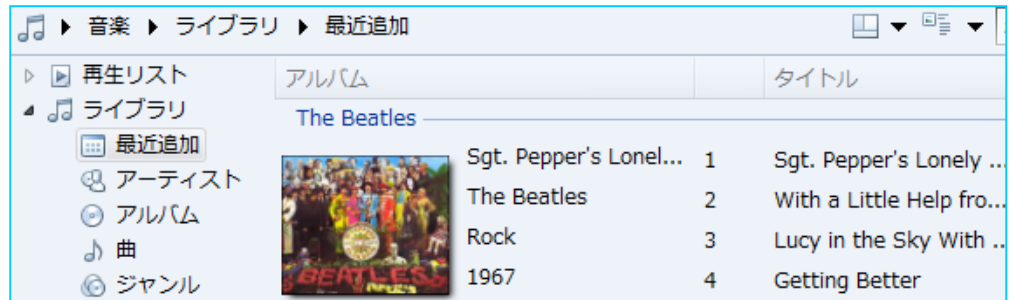 音楽 ライブラリ 最近追加
再生リスト
ライブラリ
最近追加
アーティスト
アルバム
曲
ジャンル
アルバム タイトル
The Beatles
BEATLES
Sgt. Pepper's Lonel... 1 Sgt. Pepper's Lonely ...
The Beatles 2 With a Little Help fro...
Rock 3 Lucy in the Sky With ...
1967 4 Getting Better